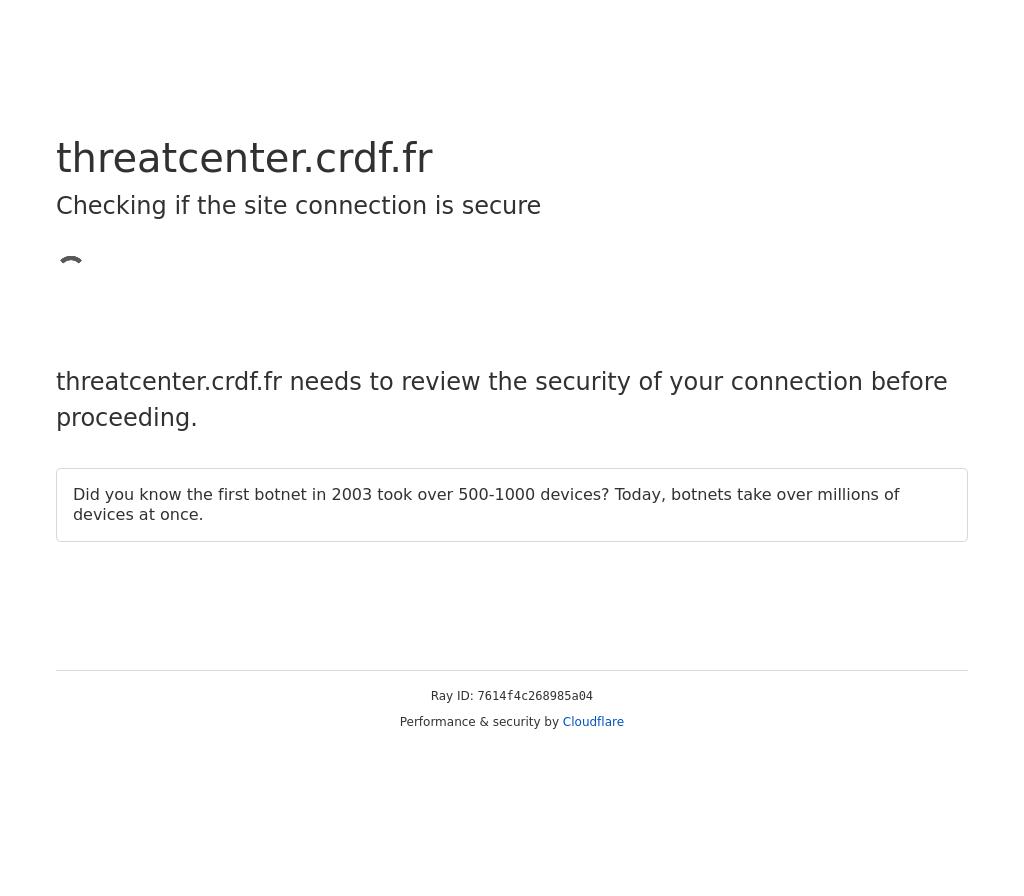 threatcenter.crdf.fr
Checking if the site connection is secure
threatcenter.crdf.fr needs to review the security of your connection before
proceeding.
Did you know the first botnet in 2003 took over 500-1000 devices? Today, botnets take over millions of
devices at once.
Ray ID: 7614f4c268985a04
Performance & security by Cloudflare